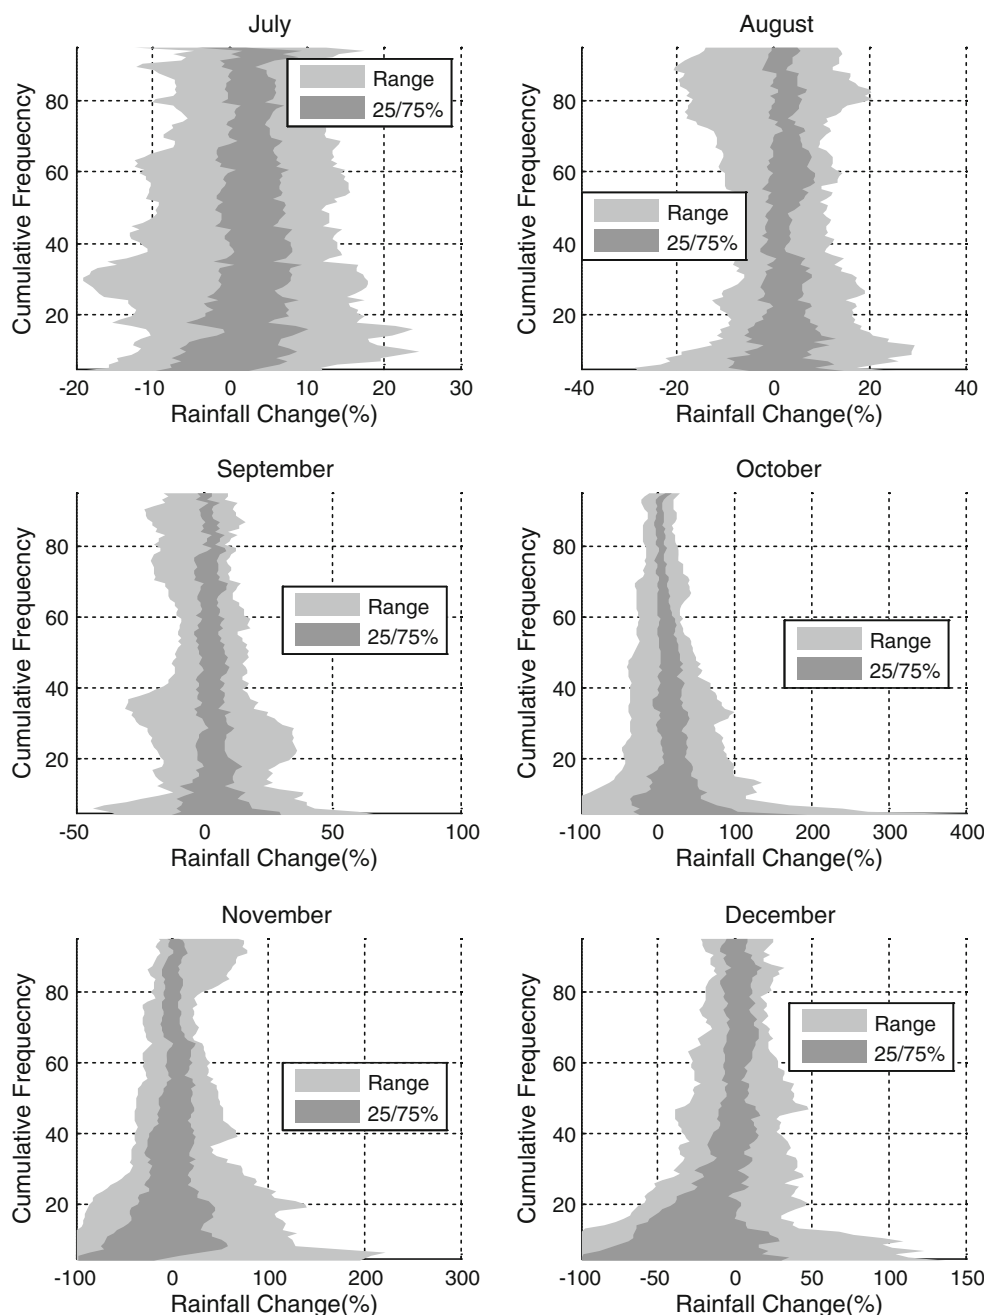 July
Cumulative Frequecncy
80
60
40
20
Range
25/75%
-20 -10 0 10 20 30
Rainfall Change(%)
August
Cumulative Frequecncy
80
60
40
20
Range
25/75%
-40 -20 0 20 40
Rainfall Change(%)
September
Cumulative Frequecncy
80
60
40
20
Range
25/75%
-50 0 50 100
Rainfall Change(%)
October
Cumulative Frequecncy
80
60
40
20
Range
25/75%
-100 0 100 200 300 400
Rainfall Change(%)
November
Cumulative Frequecncy
80
60
40
20
Range
25/75%
-100 0 100 200 300
Rainfall Change(%)
December
Cumulative Frequecncy
80
60
40
20
Range
25/75%
-100 -50 0 50 100 150
Rainfall Change(%)